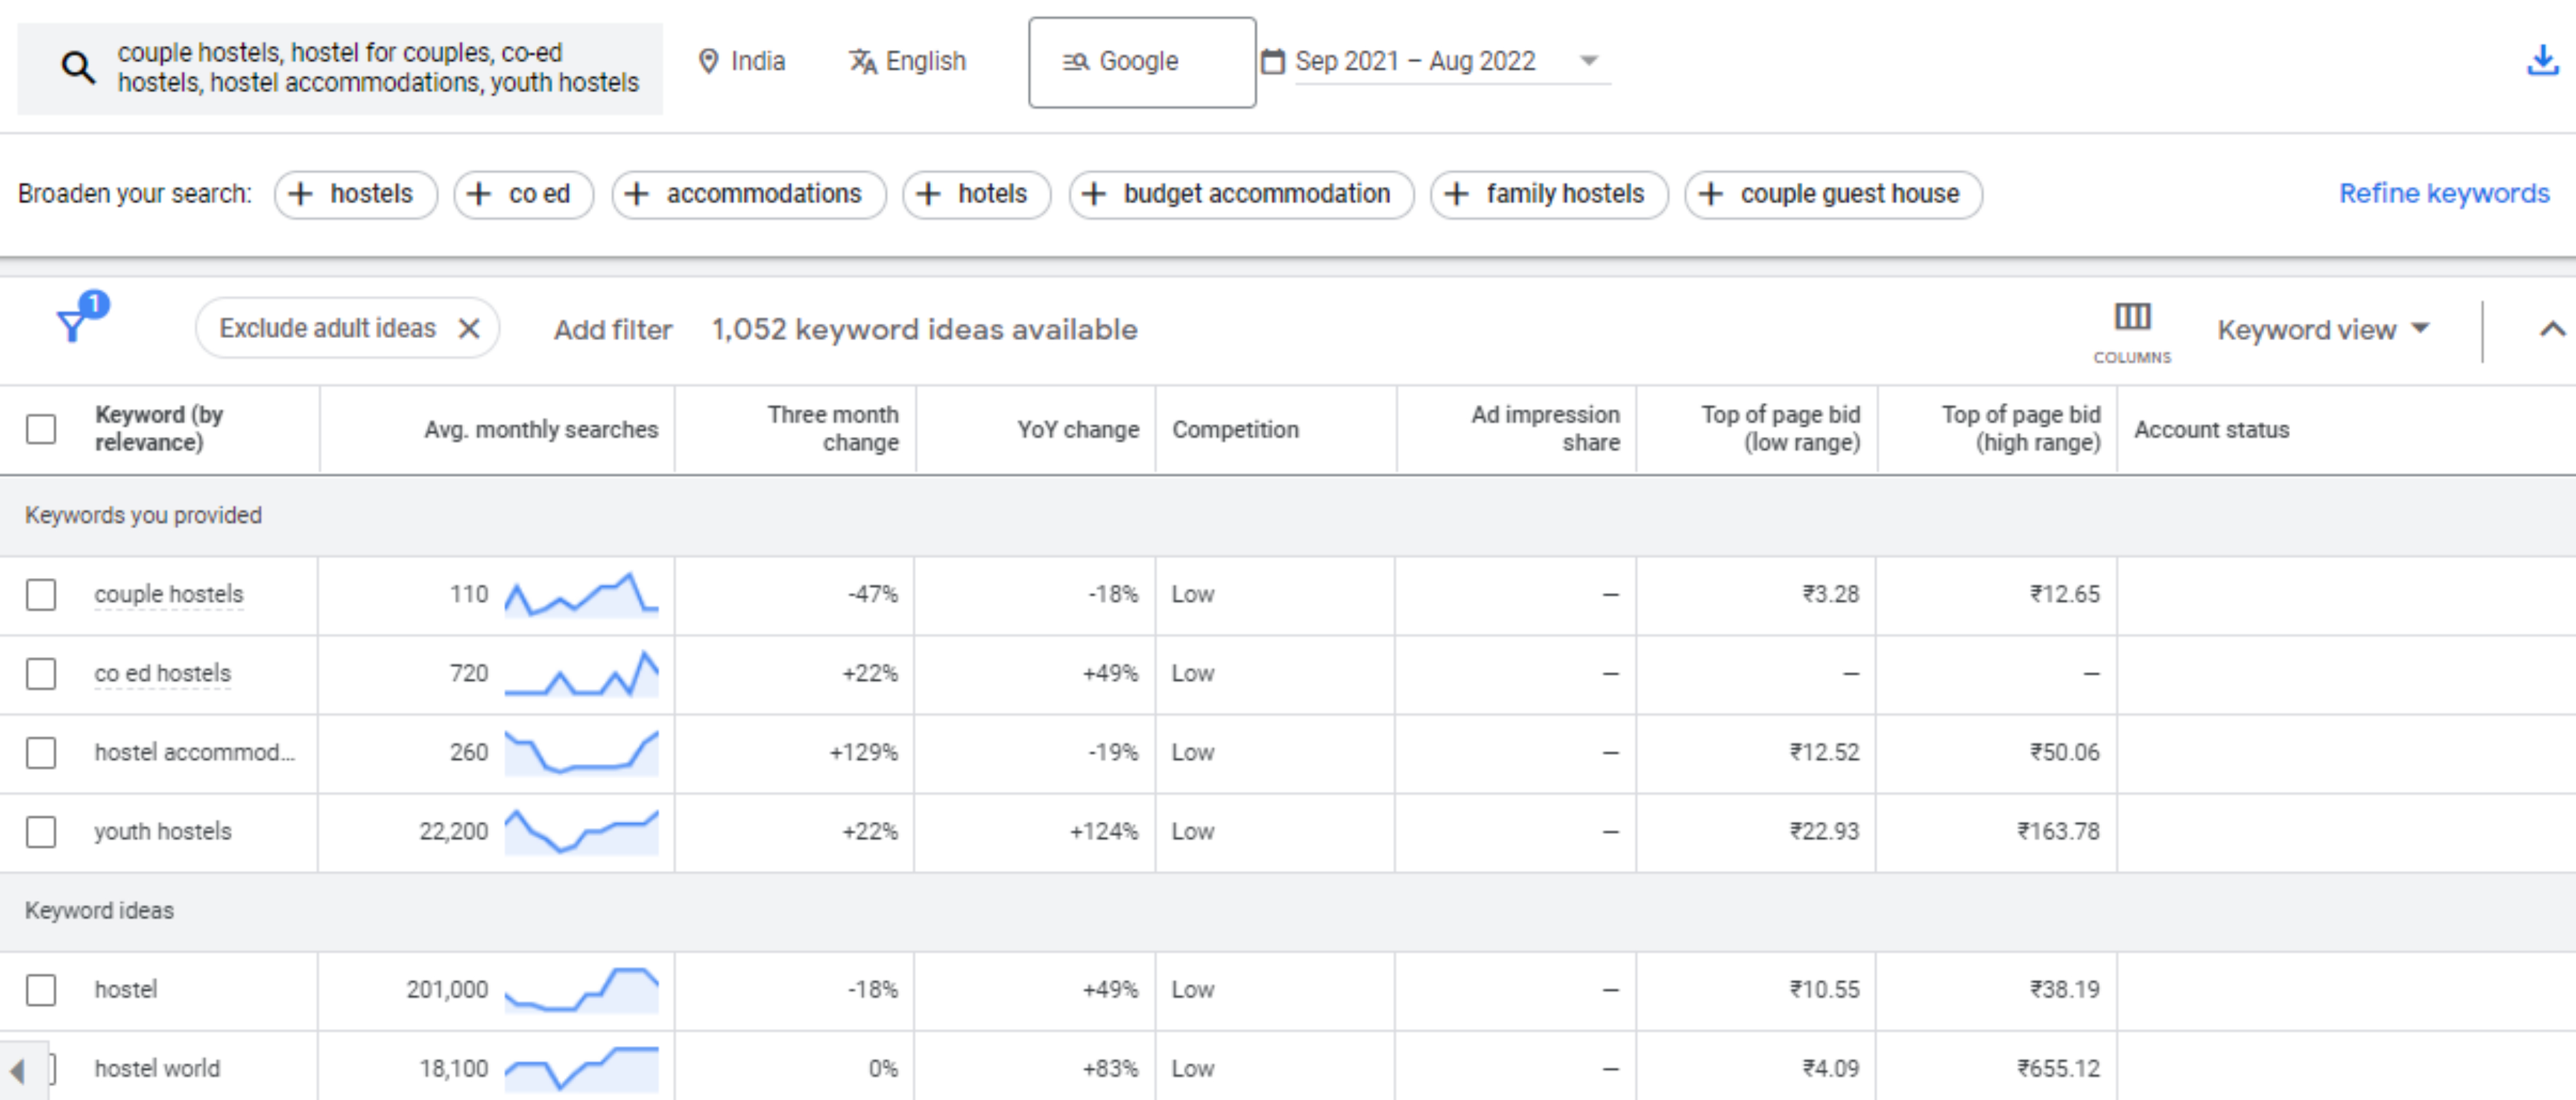 couple hostels, hostel for couples, co-ed
hostels, hostel accommodations, youth hostels
India
English
Google
Sep 2021 – Aug 2022
Broaden your search:
hostels
co ed
accommodations
hotels
budget accommodation
family hostels
couple guest house
Refine keywords
1
Exclude adult ideas
Add filter
1,052 keyword ideas available
COLUMNS
Keyword view
Keyword (by
relevance)
Avg. monthly searches
Three month
change
YoY change
Competition
Ad impression
share
Top of page bid
(low range)
Top of page bid
(high range)
Account status
Keywords you provided
couple hostels 110 -47% -18% Low – ₹3.28 ₹12.65
co ed hostels 720 +22% +49% Low – – –
hostel accommod... 260 +129% -19% Low – ₹12.52 ₹50.06
youth hostels 22,200 +22% +124% Low – ₹22.93 ₹163.78
Keyword ideas
hostel 201,000 -18% +49% Low – ₹10.55 ₹38.19
hostel world 18,100 0% +83% Low – ₹4.09 ₹655.12